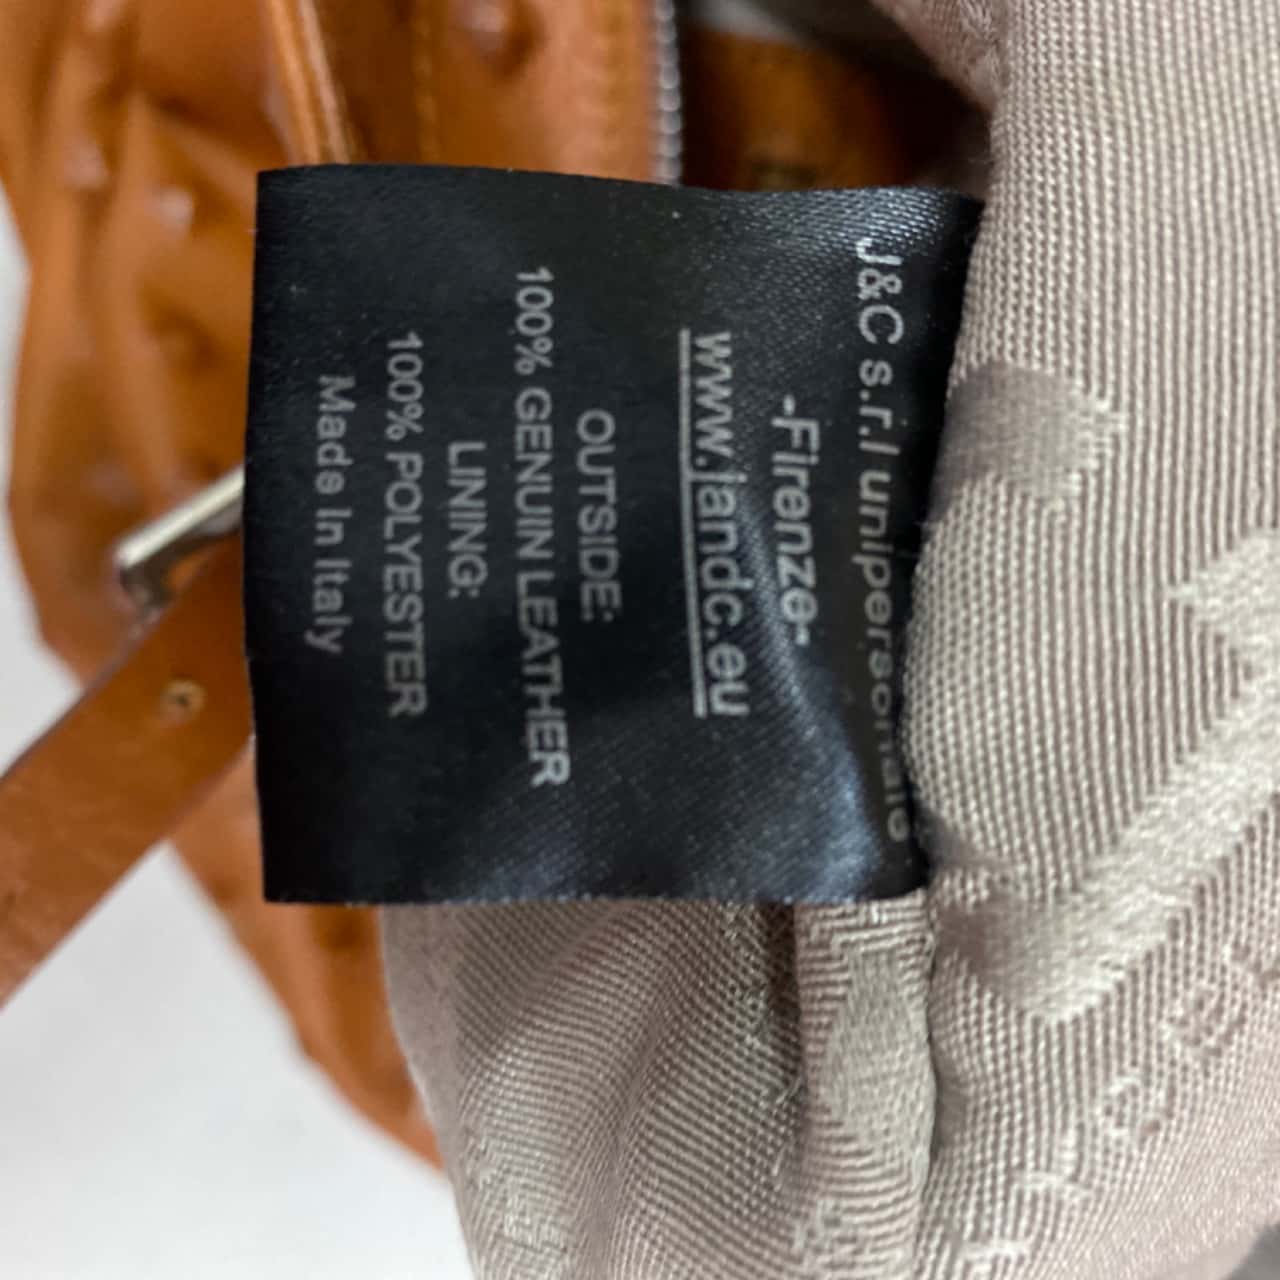 J&C s.r.l unipersonale
-Firenze-
www.jandc.eu
OUTSIDE:
100% GENUIN LEATHER
LINING:
100% POLYESTER
Made In Italy